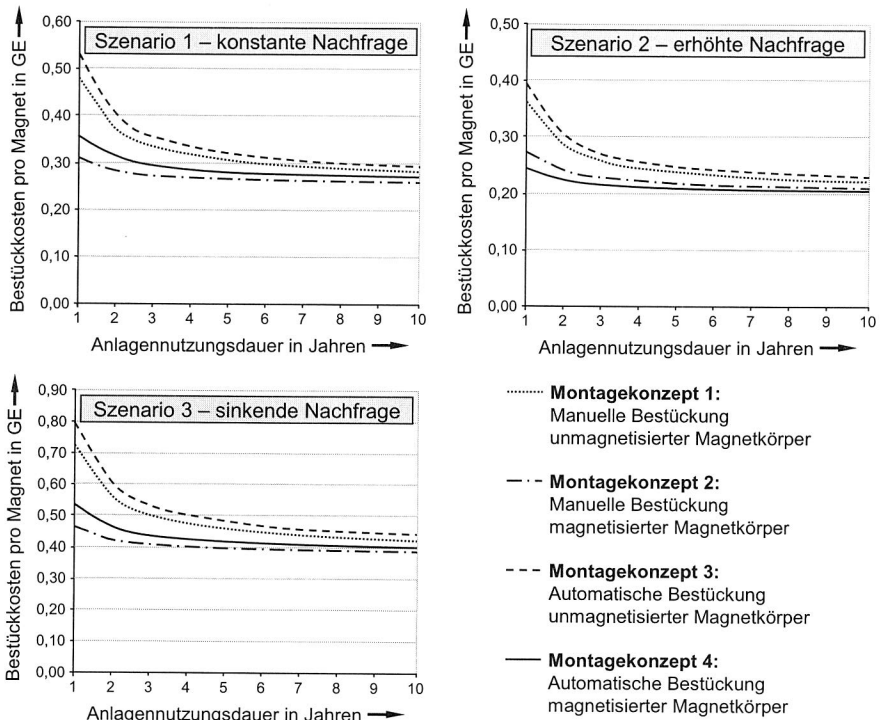 Szenario 1 – konstante Nachfrage
Bestückkosten pro Magnet in GE
0,60
0,50
0,40
0,30
0,20
0,10
0,00
1 2 3 4 5 6 7 8 9 10
Anlagennutzungsdauer in Jahren
Szenario 2 – erhöhte Nachfrage
Bestückkosten pro Magnet in GE
0,50
0,40
0,30
0,20
0,10
0,00
1 2 3 4 5 6 7 8 9 10
Anlagennutzungsdauer in Jahren
Szenario 3 – sinkende Nachfrage
Bestückkosten pro Magnet in GE
0,90
0,80
0,70
0,60
0,50
0,40
0,30
0,20
0,10
0,00
1 2 3 4 5 6 7 8 9 10
Anlagennutzungsdauer in Jahren
Montagekonzept 1:
Manuelle Bestückung
unmagnetisierter Magnetkörper
Montagekonzept 2:
Manuelle Bestückung
magnetisierter Magnetkörper
Montagekonzept 3:
Automatische Bestückung
unmagnetisierter Magnetkörper
Montagekonzept 4:
Automatische Bestückung
magnetisierter Magnetkörper